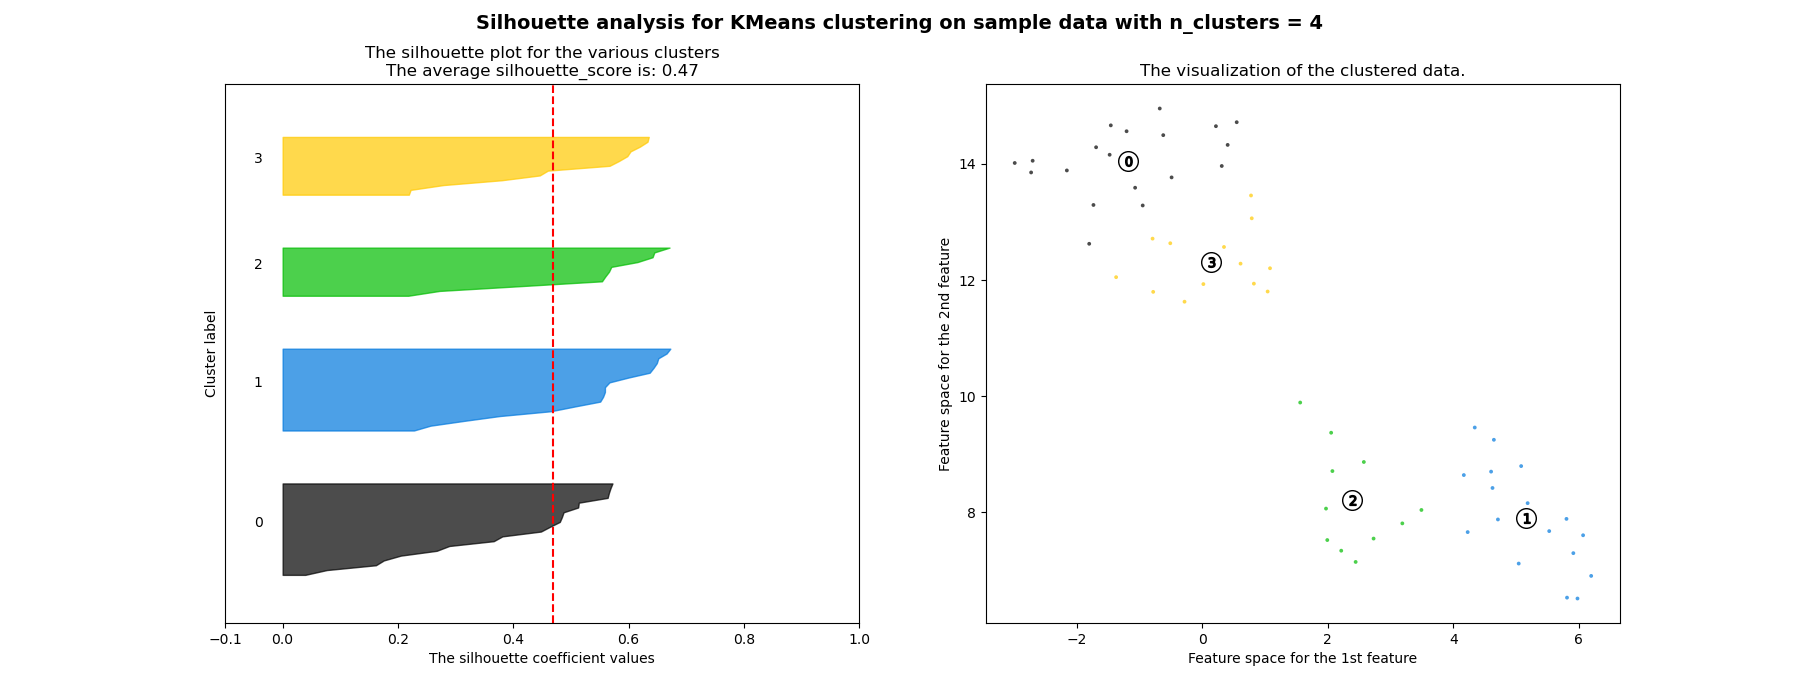 Silhouette analysis for KMeans clustering on sample data with n_clusters = 4
The silhouette plot for the various clusters
The average silhouette_score is: 0.47
3
2
1
0
Cluster label
−0.1 0.0 0.2 0.4 0.6 0.8 1.0
The silhouette coefficient values
The visualization of the clustered data.
14
12
10
8
Feature space for the 2nd feature
0
3
2
1
−2 0 2 4 6
Feature space for the 1st feature